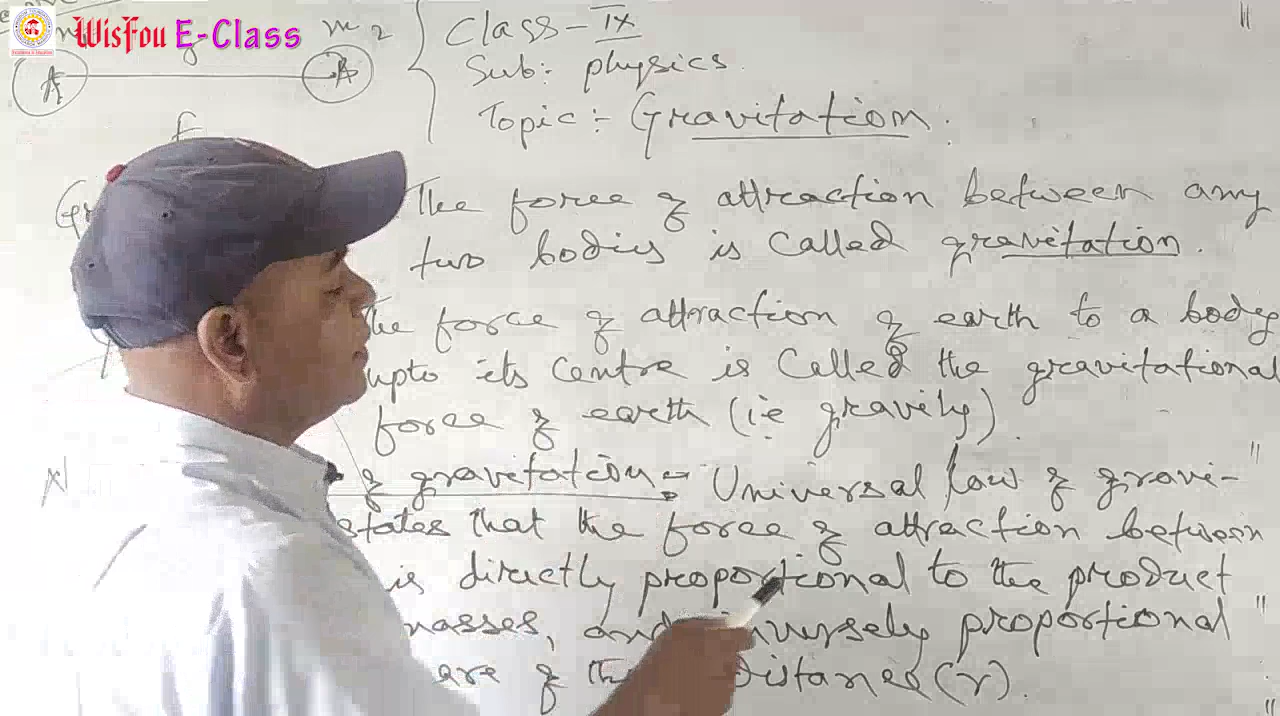 WisFou E-Class
m2
Class - IX
Sub: physics
Topic :- Gravitation.
A
B
F
The force of attraction between any
two bodies is called gravitation.
The force of attraction of earth to a body
upto its centre is called the gravitational
force of earth (i.e gravity).
of gravitation = Universal law of gravi-
states that the force of attraction between
is directly proportional to the product
masses, and inversely proportional
of the Distance (r).